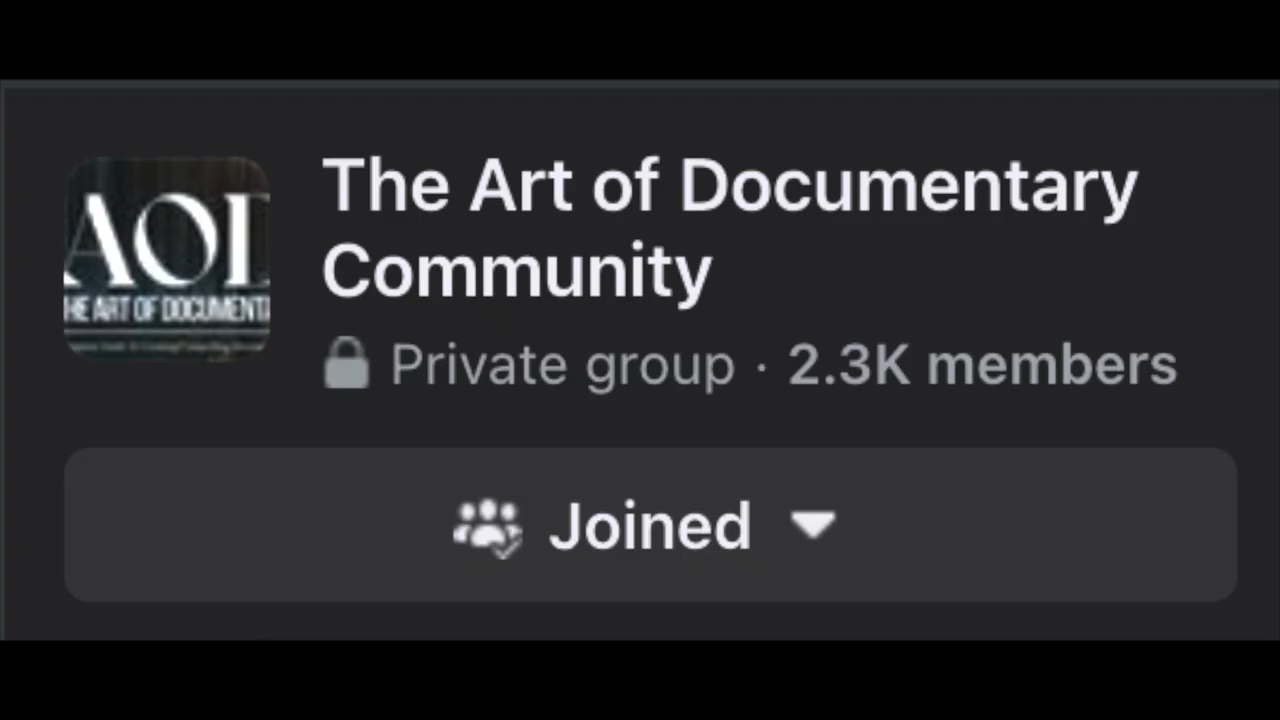 The Art of Documentary
Community
Private group · 2.3K members
AOD
THE ART OF DOCUMENTA
Joined